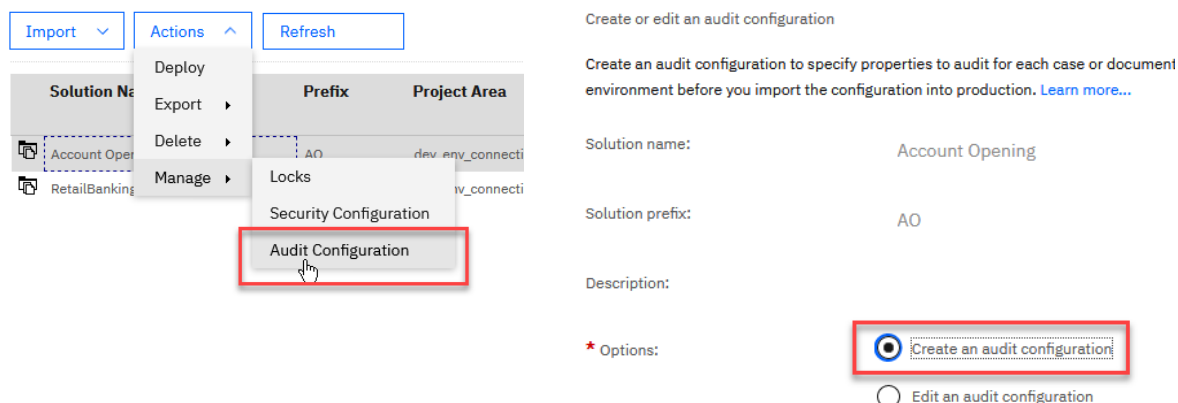 Import
Actions
Refresh
Deploy
Export
Delete
Manage
Solution Na
Prefix
Project Area
Account Oper
AO
dev_env_connecti
RetailBanking
nv_connecti
Locks
Security Configuration
Audit Configuration
Create or edit an audit configuration
Create an audit configuration to specify properties to audit for each case or document
environment before you import the configuration into production. Learn more...
Solution name:
Account Opening
Solution prefix:
AO
Description:
* Options:
Create an audit configuration
Edit an audit configuration